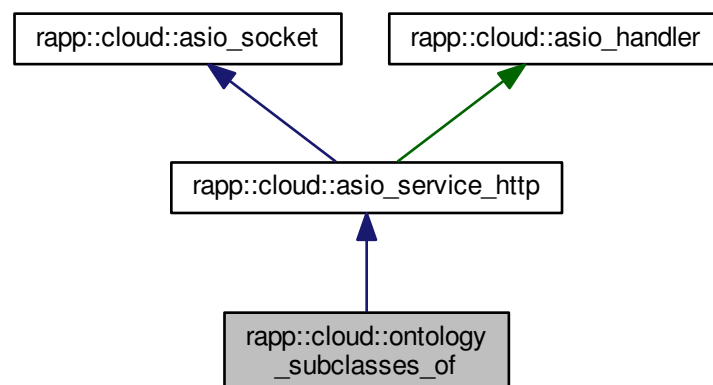 rapp::cloud::asio_socket
rapp::cloud::asio_handler
rapp::cloud::asio_service_http
rapp::cloud::ontology
_subclasses_of